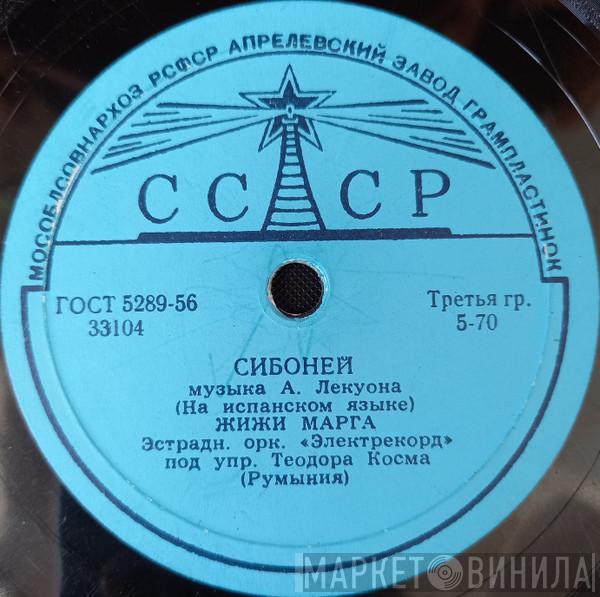 МОСОБЛСОВНАРХОЗ РСФСР АПРЕЛЕВСКИЙ ЗАВОД ГРАМПЛАСТИНОК
СССР
ГОСТ 5289-56
33104
Третья гр.
5-70
СИБОНЕЙ
музыка А. Лекуона
(На испанском языке)
ЖИЖИ МАРГА
Эстрадн. орк. «Электрекорд»
под упр. Теодора Косма
(Румыния)
МАРКЕТ ВИНИЛА